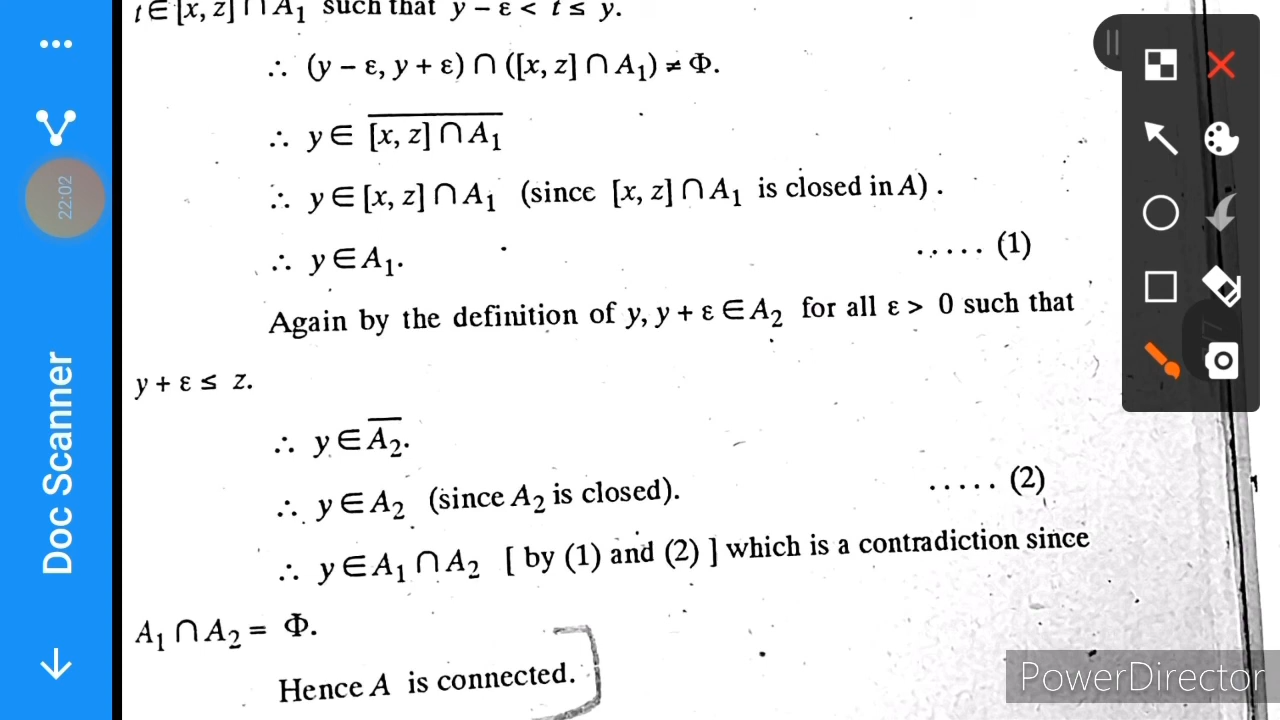 t ∈ [x, z] ∩ A₁ such that y − ε < t ≤ y.
∴ (y − ε, y + ε) ∩ ([x, z] ∩ A₁) ≠ Φ.
∴ y ∈ \overline{[x, z] ∩ A₁}
∴ y ∈ [x, z] ∩ A₁ (since [x, z] ∩ A₁ is closed in A).
∴ y ∈ A₁. ..... (1)
Again by the definition of y, y + ε ∈ A₂ for all ε > 0 such that
y + ε ≤ z.
∴ y ∈ \overline{A₂}.
∴ y ∈ A₂ (since A₂ is closed). ..... (2)
∴ y ∈ A₁ ∩ A₂ [ by (1) and (2) ] which is a contradiction since
A₁ ∩ A₂ = Φ.
Hence A is connected.
22:02
Doc Scanner
PowerDirector